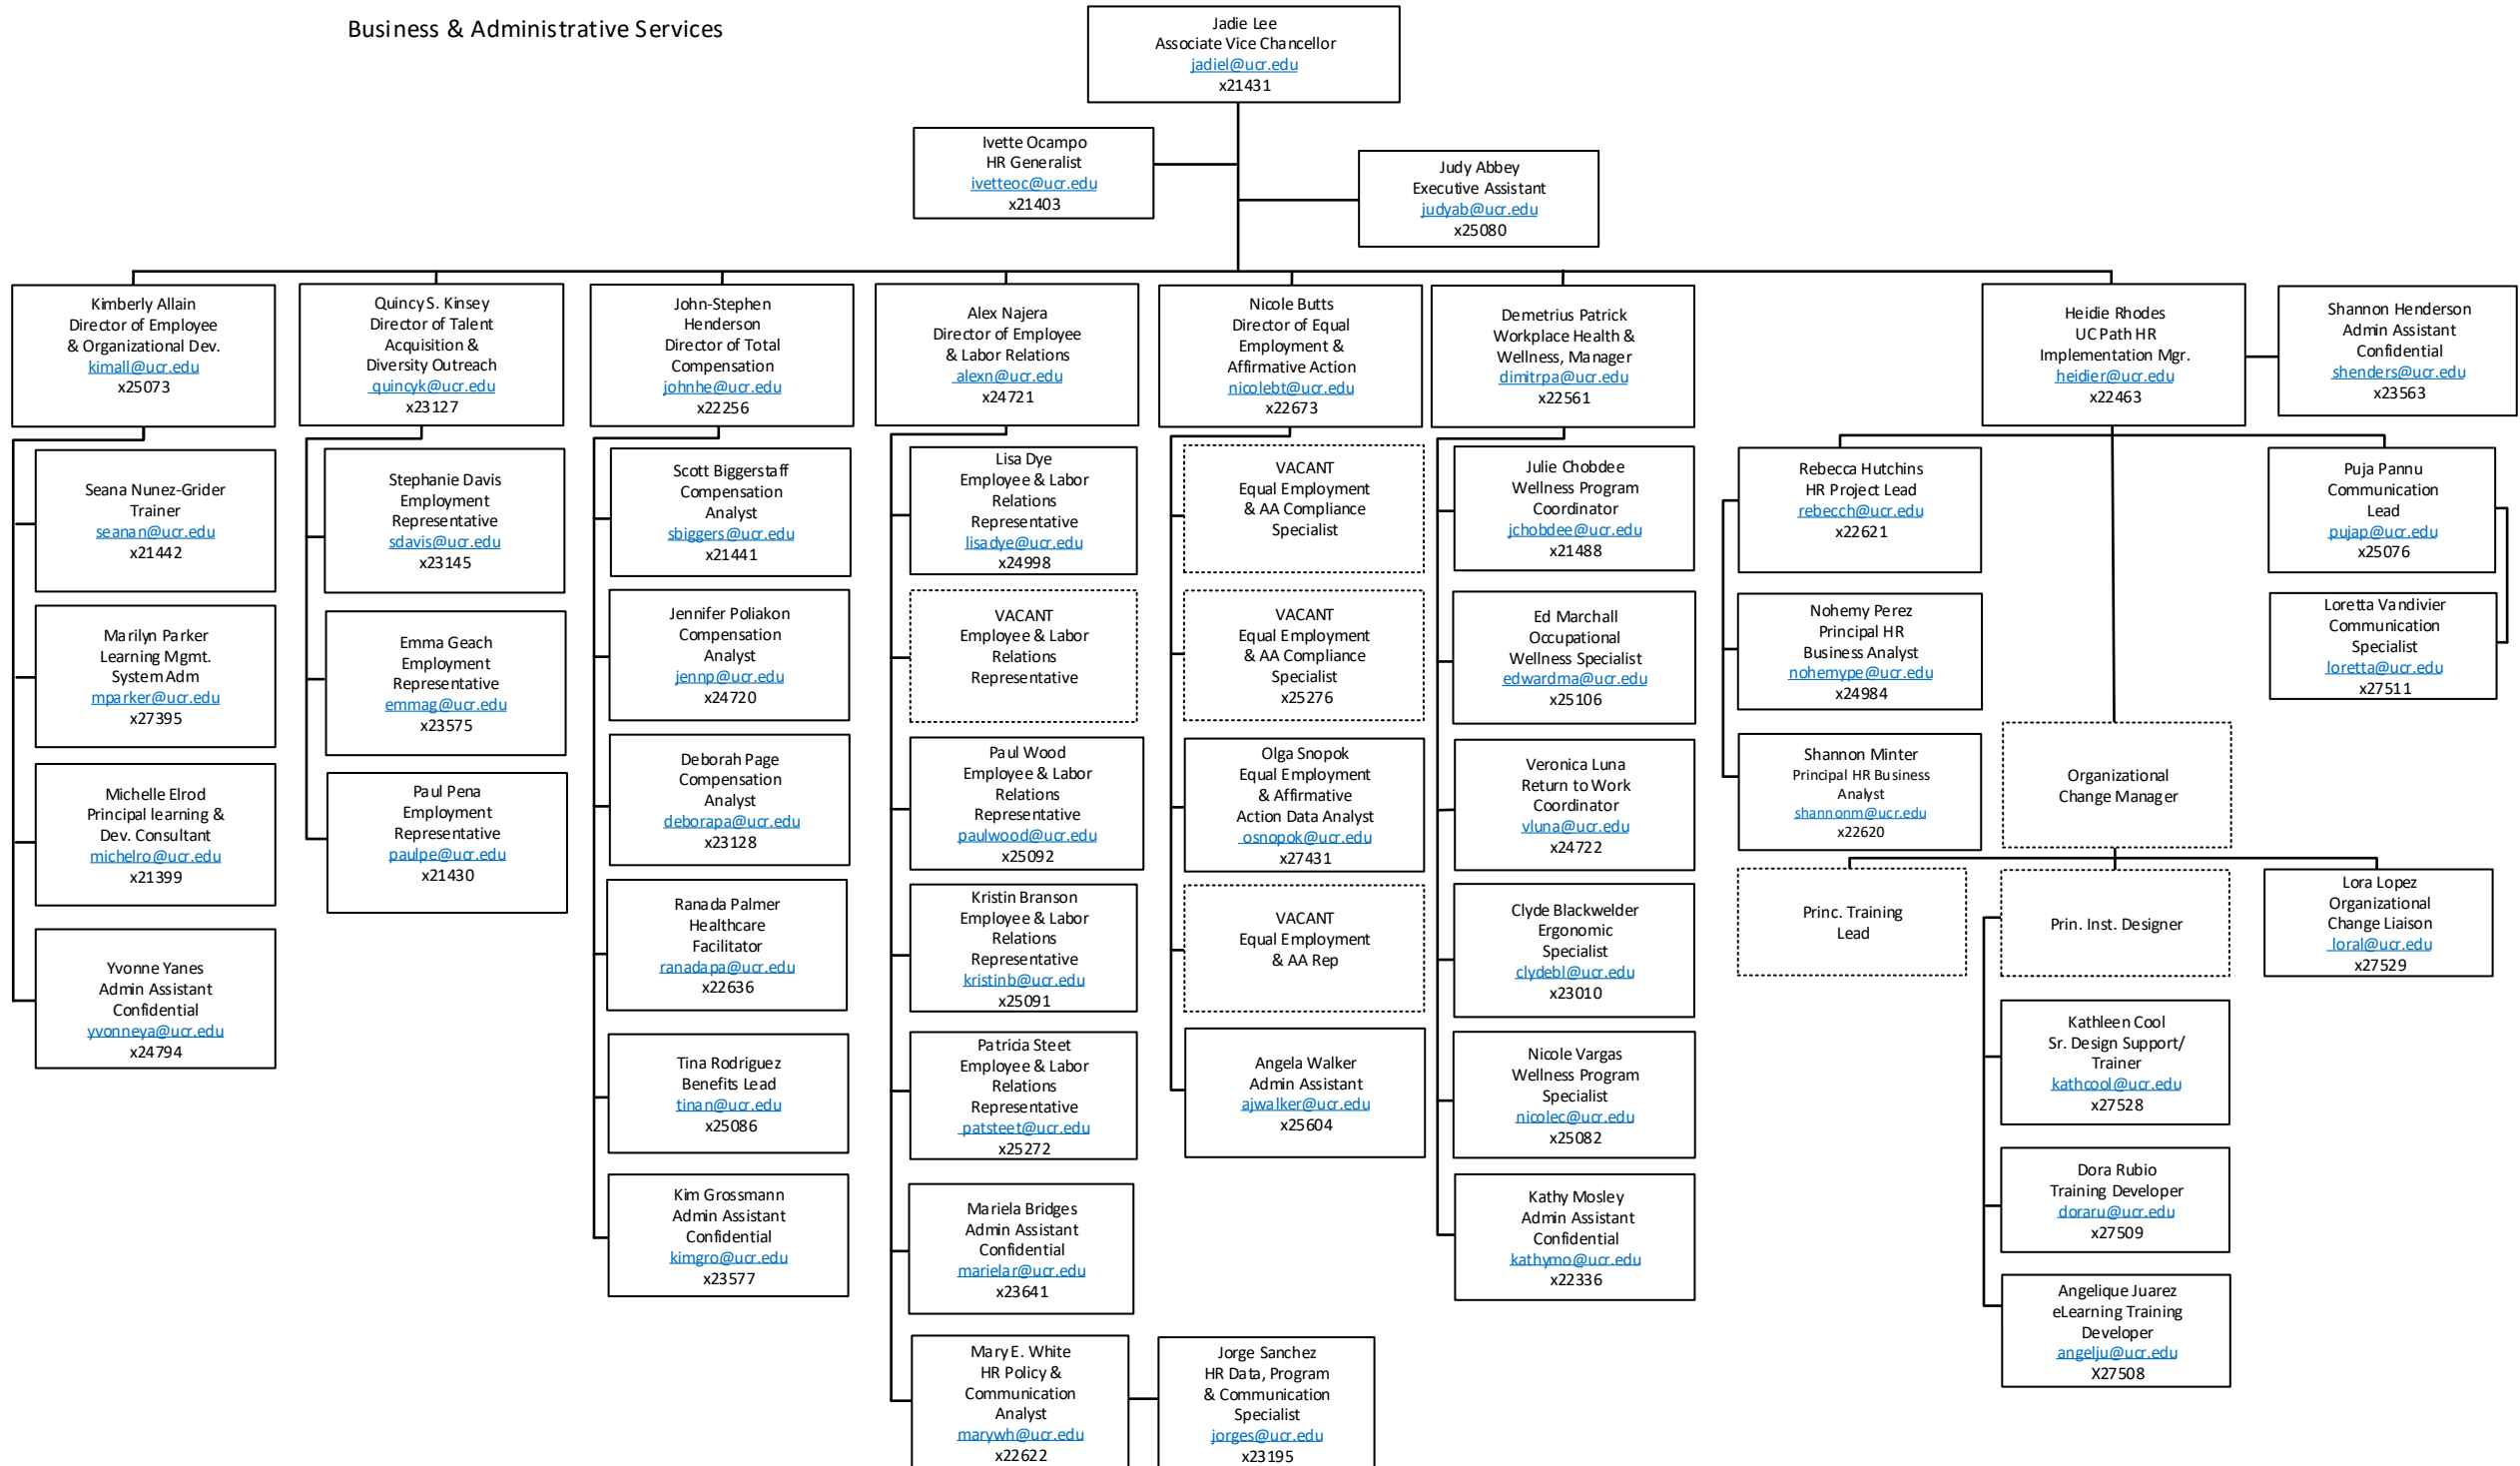 Business & Administrative Services
Jadie Lee
Associate Vice Chancellor
jadiel@ucr.edu
x21431
Ivette Ocampo
HR Generalist
ivetteoc@ucr.edu
x21403
Judy Abbey
Executive Assistant
judyab@ucr.edu
x25080
Kimberly Allain
Director of Employee
& Organizational Dev.
kimall@ucr.edu
x25073
Quincy S. Kinsey
Director of Talent
Acquisition &
Diversity Outreach
quincyk@ucr.edu
x23127
John-Stephen
Henderson
Director of Total
Compensation
johnhe@ucr.edu
x22256
Alex Najera
Director of Employee
& Labor Relations
alexn@ucr.edu
x24721
Nicole Butts
Director of Equal
Employment &
Affirmative Action
nicolebt@ucr.edu
x22673
Demetrius Patrick
Workplace Health &
Wellness, Manager
dimitrpa@ucr.edu
x22561
Heidie Rhodes
UC Path HR
Implementation Mgr.
heidier@ucr.edu
x22463
Shannon Henderson
Admin Assistant
Confidential
shenders@ucr.edu
x23563
Seana Nunez-Grider
Trainer
seanan@ucr.edu
x21442
Marilyn Parker
Learning Mgmt.
System Adm
mparker@ucr.edu
x27395
Michelle Elrod
Principal learning &
Dev. Consultant
michelro@ucr.edu
x21399
Yvonne Yanes
Admin Assistant
Confidential
yvonneya@ucr.edu
x24794
Stephanie Davis
Employment
Representative
sdavis@ucr.edu
x23145
Emma Geach
Employment
Representative
emmag@ucr.edu
x23575
Paul Pena
Employment
Representative
paulpe@ucr.edu
x21430
Scott Biggerstaff
Compensation
Analyst
sbiggers@ucr.edu
x21441
Jennifer Poliakon
Compensation
Analyst
jennp@ucr.edu
x24720
Deborah Page
Compensation
Analyst
deborapa@ucr.edu
x23128
Ranada Palmer
Healthcare
Facilitator
ranadapa@ucr.edu
x22636
Tina Rodriguez
Benefits Lead
tinan@ucr.edu
x25086
Kim Grossmann
Admin Assistant
Confidential
kimgro@ucr.edu
x23577
Lisa Dye
Employee & Labor
Relations
Representative
lisadye@ucr.edu
x24998
VACANT
Employee & Labor
Relations
Representative
Paul Wood
Employee & Labor
Relations
Representative
paulwood@ucr.edu
x25092
Kristin Branson
Employee & Labor
Relations
Representative
kristinb@ucr.edu
x25091
Patricia Steet
Employee & Labor
Relations
Representative
patsteet@ucr.edu
x25272
Mariela Bridges
Admin Assistant
Confidential
marielar@ucr.edu
x23641
Mary E. White
HR Policy &
Communication
Analyst
marywh@ucr.edu
x22622
Jorge Sanchez
HR Data, Program
& Communication
Specialist
jorges@ucr.edu
x23195
VACANT
Equal Employment
& AA Compliance
Specialist
VACANT
Equal Employment
& AA Compliance
Specialist
x25276
Olga Snopok
Equal Employment
& Affirmative
Action Data Analyst
osnopok@ucr.edu
x27431
VACANT
Equal Employment
& AA Rep
Angela Walker
Admin Assistant
ajwalker@ucr.edu
x25604
Julie Chobdee
Wellness Program
Coordinator
jchobdee@ucr.edu
x21488
Ed Marchall
Occupational
Wellness Specialist
edwardma@ucr.edu
x25106
Veronica Luna
Return to Work
Coordinator
vluna@ucr.edu
x24722
Clyde Blackwelder
Ergonomic
Specialist
clydebl@ucr.edu
x23010
Nicole Vargas
Wellness Program
Specialist
nicolec@ucr.edu
x25082
Kathy Mosley
Admin Assistant
Confidential
kathymo@ucr.edu
x22336
Rebecca Hutchins
HR Project Lead
rebecch@ucr.edu
x22621
Nohemy Perez
Principal HR
Business Analyst
nohemype@ucr.edu
x24984
Shannon Minter
Principal HR Business
Analyst
shannonm@ucr.edu
x22620
Puja Pannu
Communication
Lead
pujap@ucr.edu
x25076
Loretta Vandivier
Communication
Specialist
loretta@ucr.edu
x27511
Organizational
Change Manager
Princ. Training
Lead
Prin. Inst. Designer
Lora Lopez
Organizational
Change Liaison
loral@ucr.edu
x27529
Kathleen Cool
Sr. Design Support/
Trainer
kathcool@ucr.edu
x27528
Dora Rubio
Training Developer
doraru@ucr.edu
x27509
Angelique Juarez
eLearning Training
Developer
angelju@ucr.edu
X27508